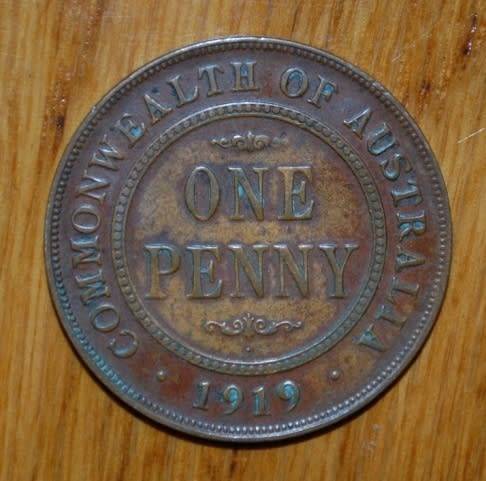 COMMONWEALTH OF AUSTRALIA
ONE
PENNY
1919